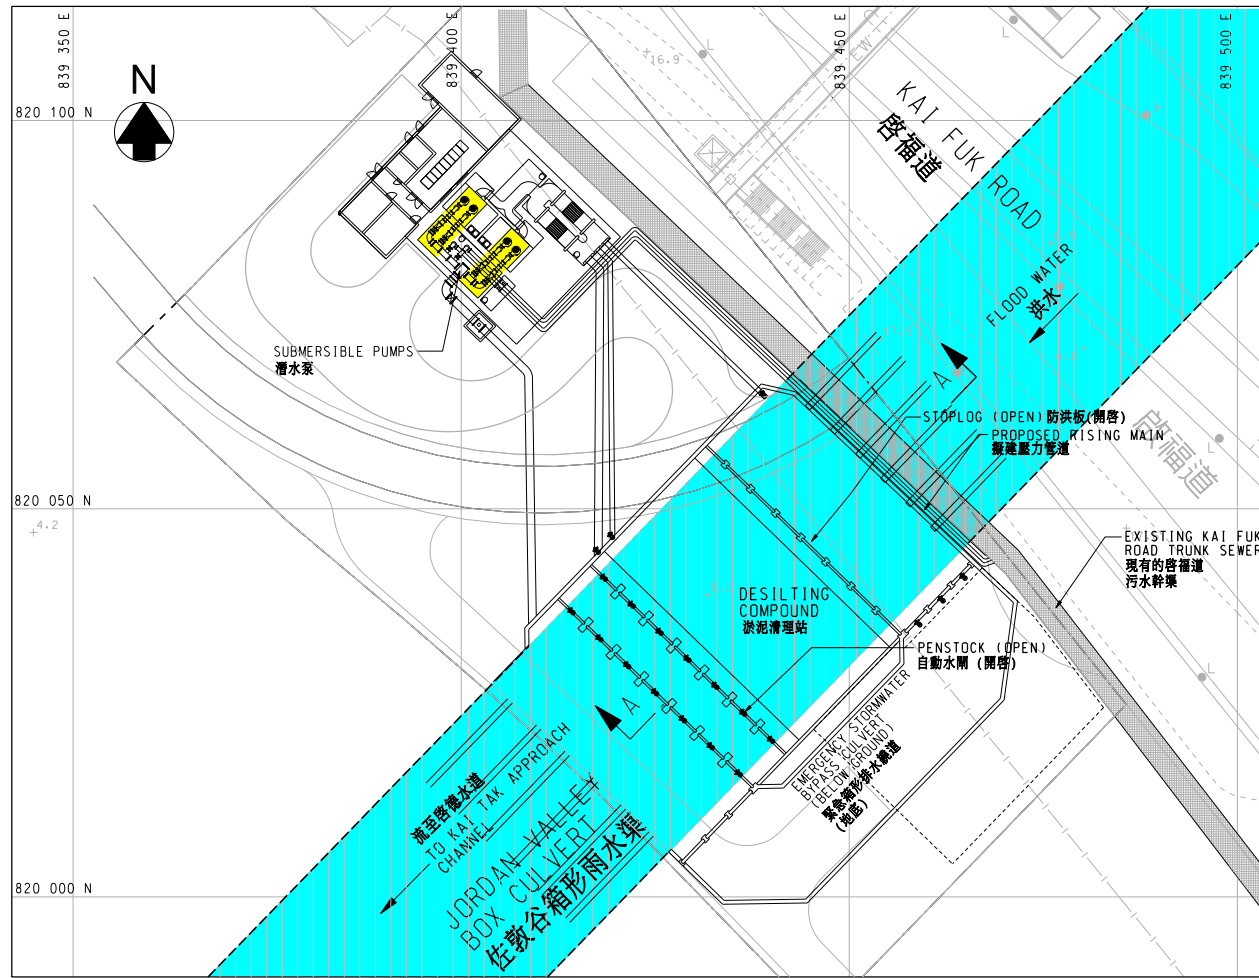 839 350 E
839 400 E
839 450 E
839 500 E
820 100 N
N
16.9
L
L
KAI FUK ROAD
啓福道
L
FLOOD WATER
洪水
SUBMERSIBLE PUMPS
潛水泵
A
STOPLOG (OPEN) 防洪板(開啓)
PROPOSED RISING MAIN
擬建壓力管道
啟福道
L
820 050 N
4.2
EXISTING KAI FUK
ROAD TRUNK SEWER
現有的啓福道
污水幹渠
DESILTING
COMPOUND
淤泥清理站
PENSTOCK (OPEN)
自動水閘 (開啓)
L
A
EMERGENCY STORMWATER
BYPASS CULVERT
(BELOW GROUND)
緊急箱形排水繞道
(地底)
流至啓德水道
TO KAI TAK APPROACH
CHANNEL
JORDAN VALLEY
BOX CULVERT
佐敦谷箱形雨水渠
820 000 N